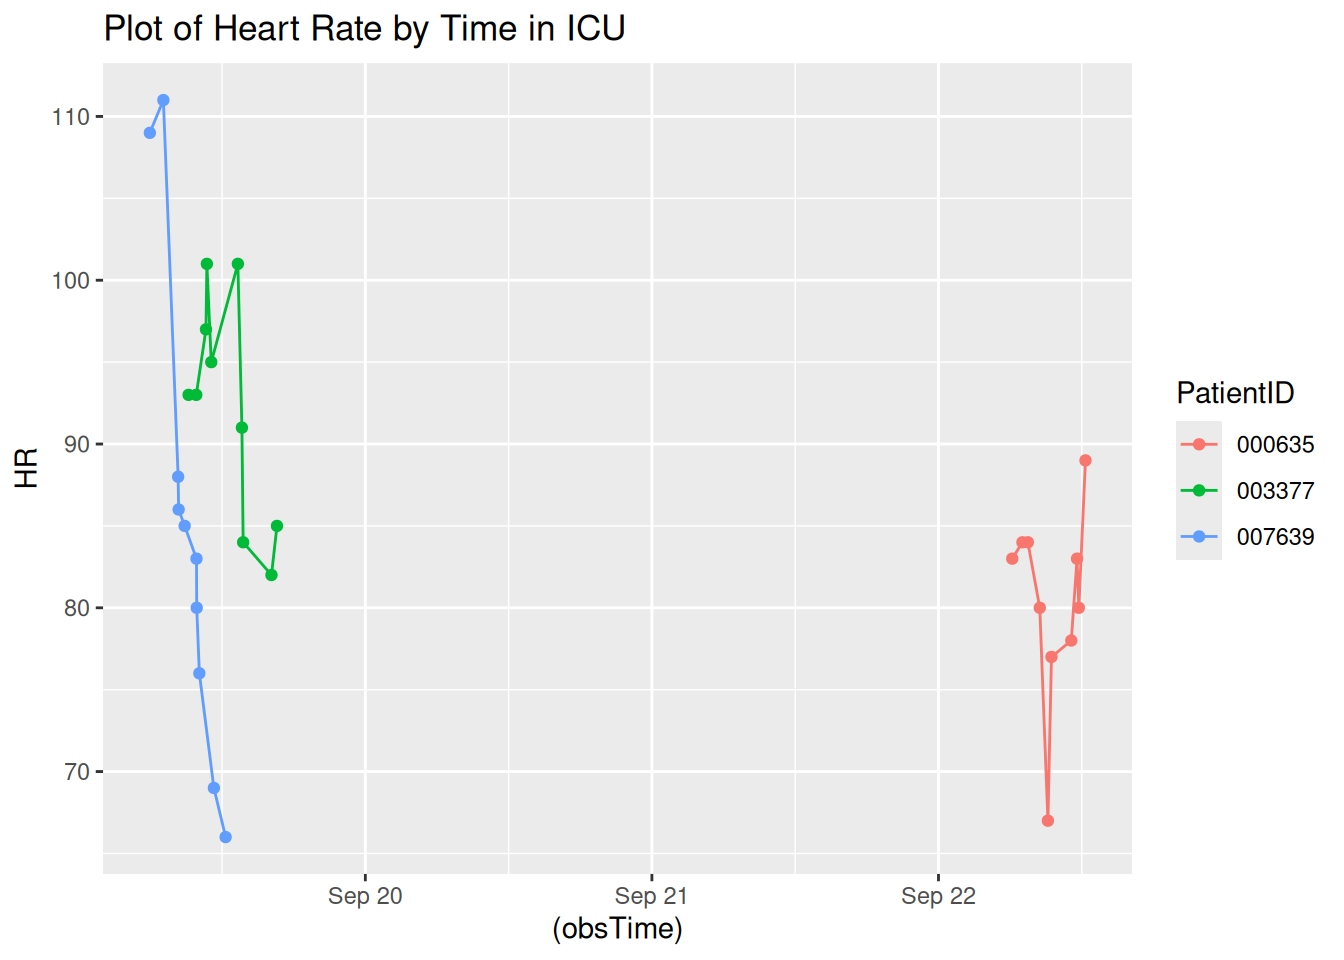 Plot of Heart Rate by Time in ICU
110
100
90
80
70
HR
Sep 20
Sep 21
Sep 22
(obsTime)
PatientID
000635
003377
007639